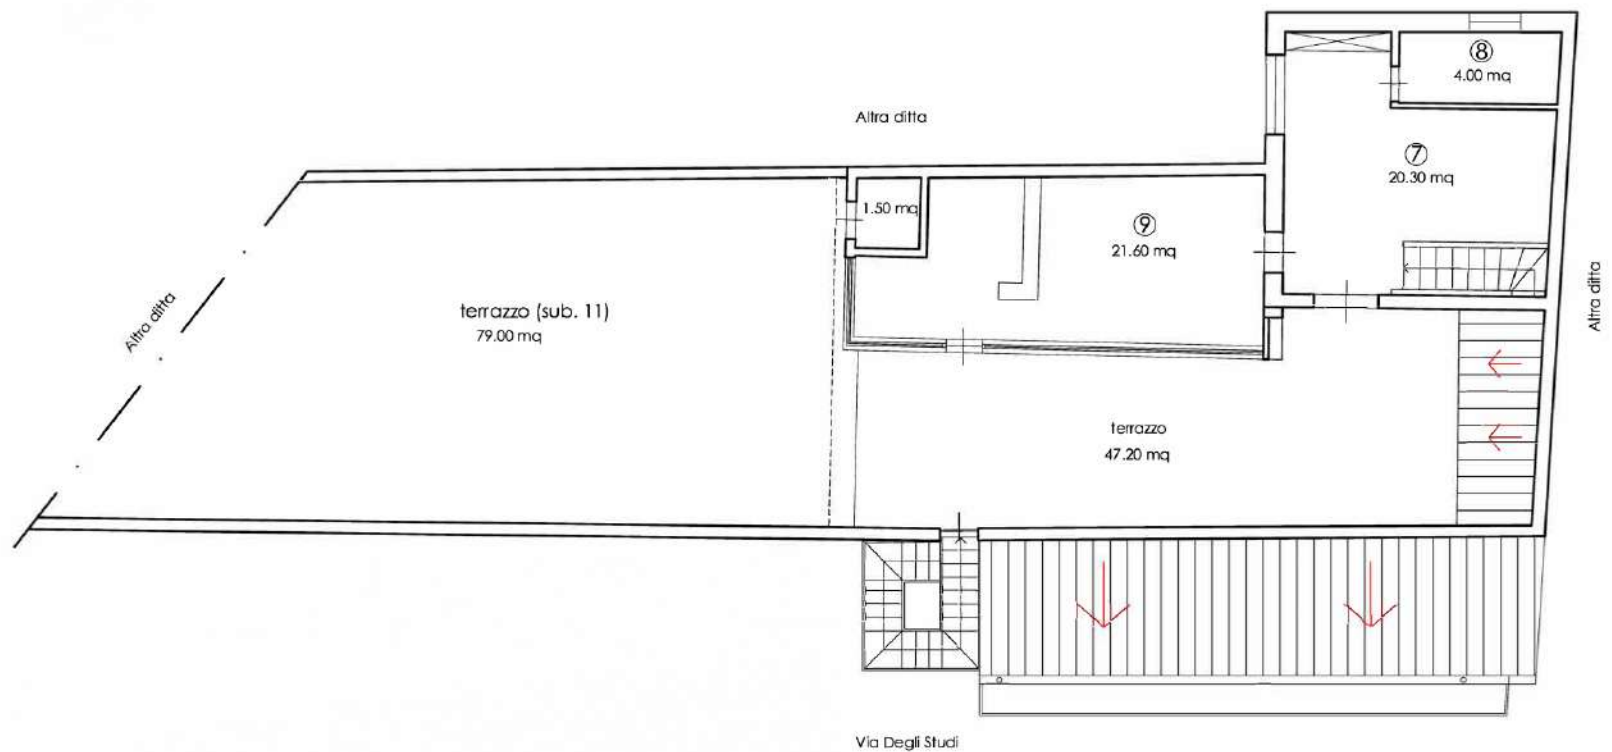 ⑧
4.00 mq
Altra ditta
⑦
20.30 mq
1.50 mq
⑨
21.60 mq
Altra ditta
terrazzo (sub. 11)
79.00 mq
Altra ditta
terrazzo
47.20 mq
Via Degli Studi